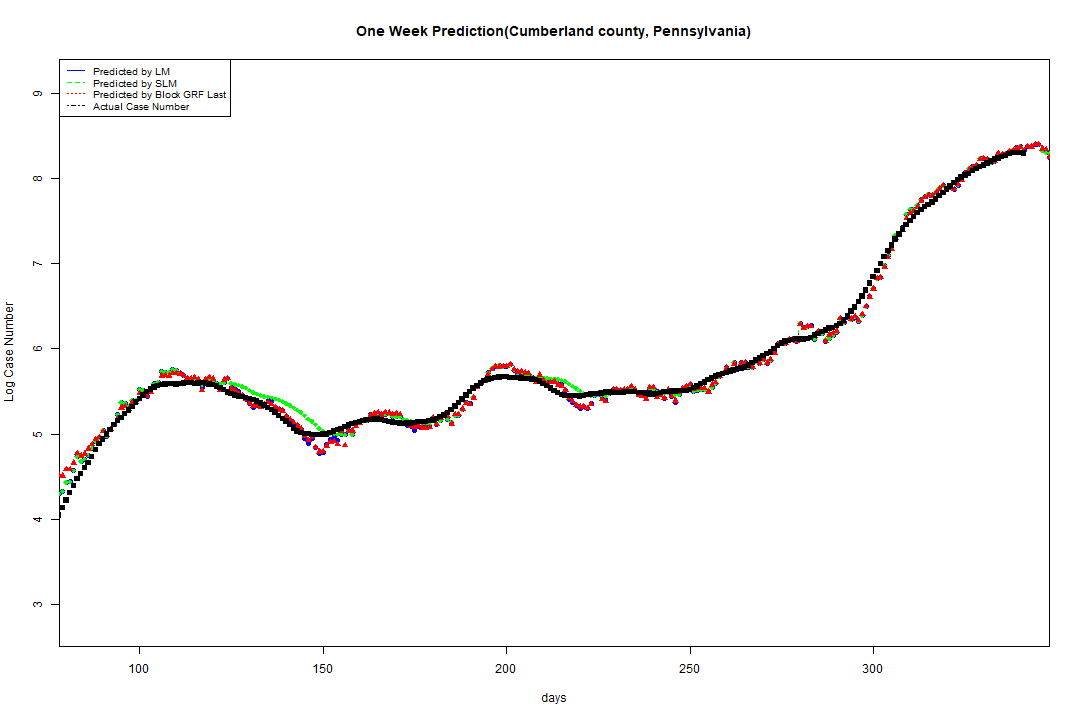 One Week Prediction(Cumberland county, Pennsylvania)
Predicted by LM
Predicted by SLM
Predicted by Block GRF Last
Actual Case Number
9
8
7
6
5
4
3
Log Case Number
100 150 200 250 300
days